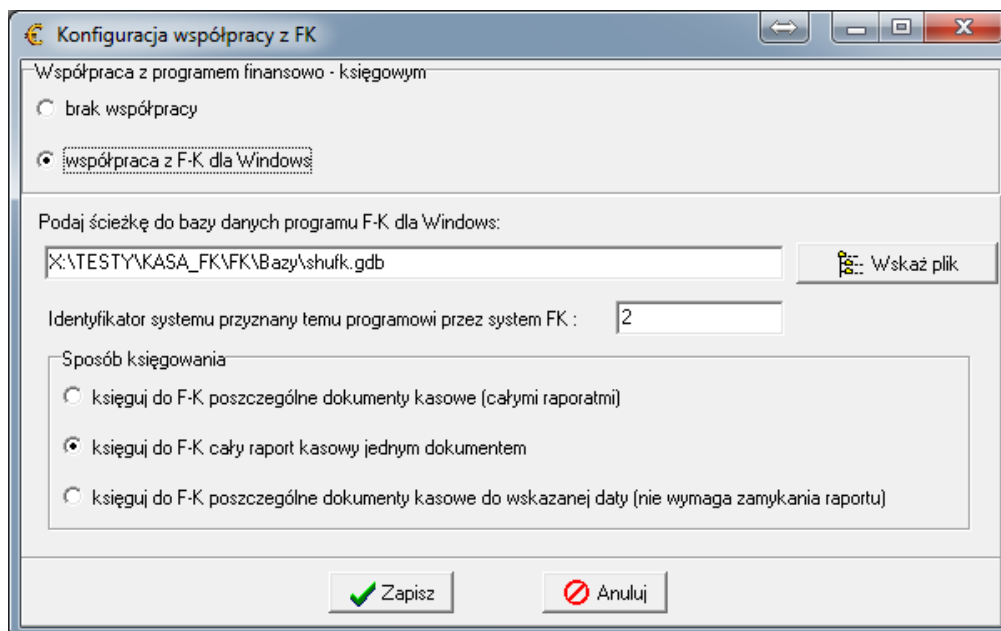 Konfiguracja współpracy z FK
Współpraca z programem finansowo - księgowym
brak współpracy
współpraca z F-K dla Windows
Podaj ścieżkę do bazy danych programu F-K dla Windows:
X:\TESTY\KASA_FK\FK\Bazy\shufk.gdb
Wskaż plik
Identyfikator systemu przyznany temu programowi przez system FK : 2
Sposób księgowania
księguj do F-K poszczególne dokumenty kasowe (całymi raporatmi)
księguj do F-K cały raport kasowy jednym dokumentem
księguj do F-K poszczególne dokumenty kasowe do wskazanej daty (nie wymaga zamykania raportu)
Zapisz Anuluj